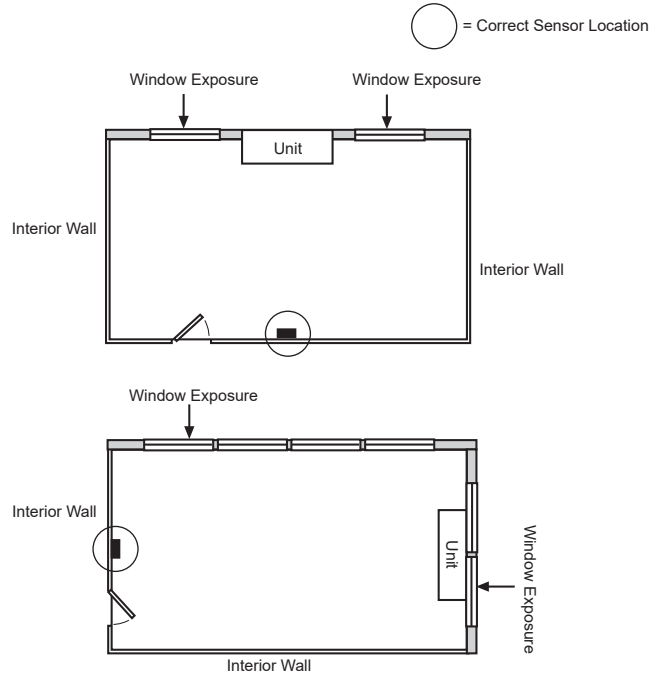 = Correct Sensor Location
Window Exposure
Window Exposure
Unit
Interior Wall
Interior Wall
Window Exposure
Interior Wall
Unit
Window Exposure
Interior Wall